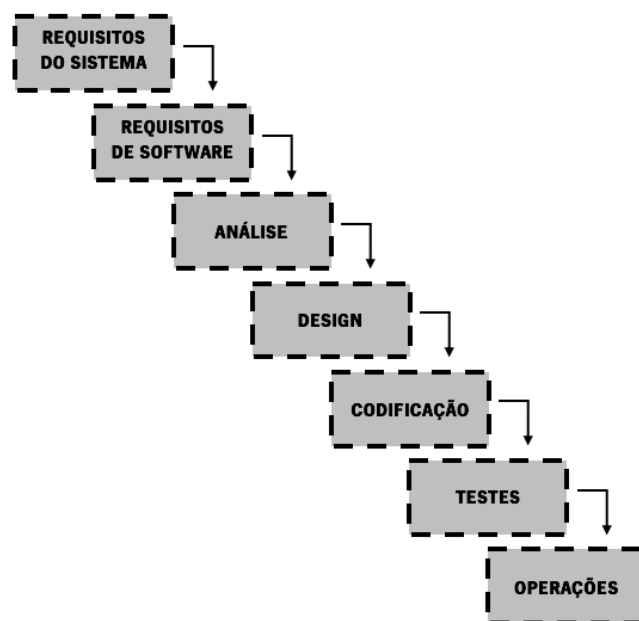 REQUISITOS
DO SISTEMA
REQUISITOS
DE SOFTWARE
ANÁLISE
DESIGN
CODIFICAÇÃO
TESTES
OPERAÇÕES